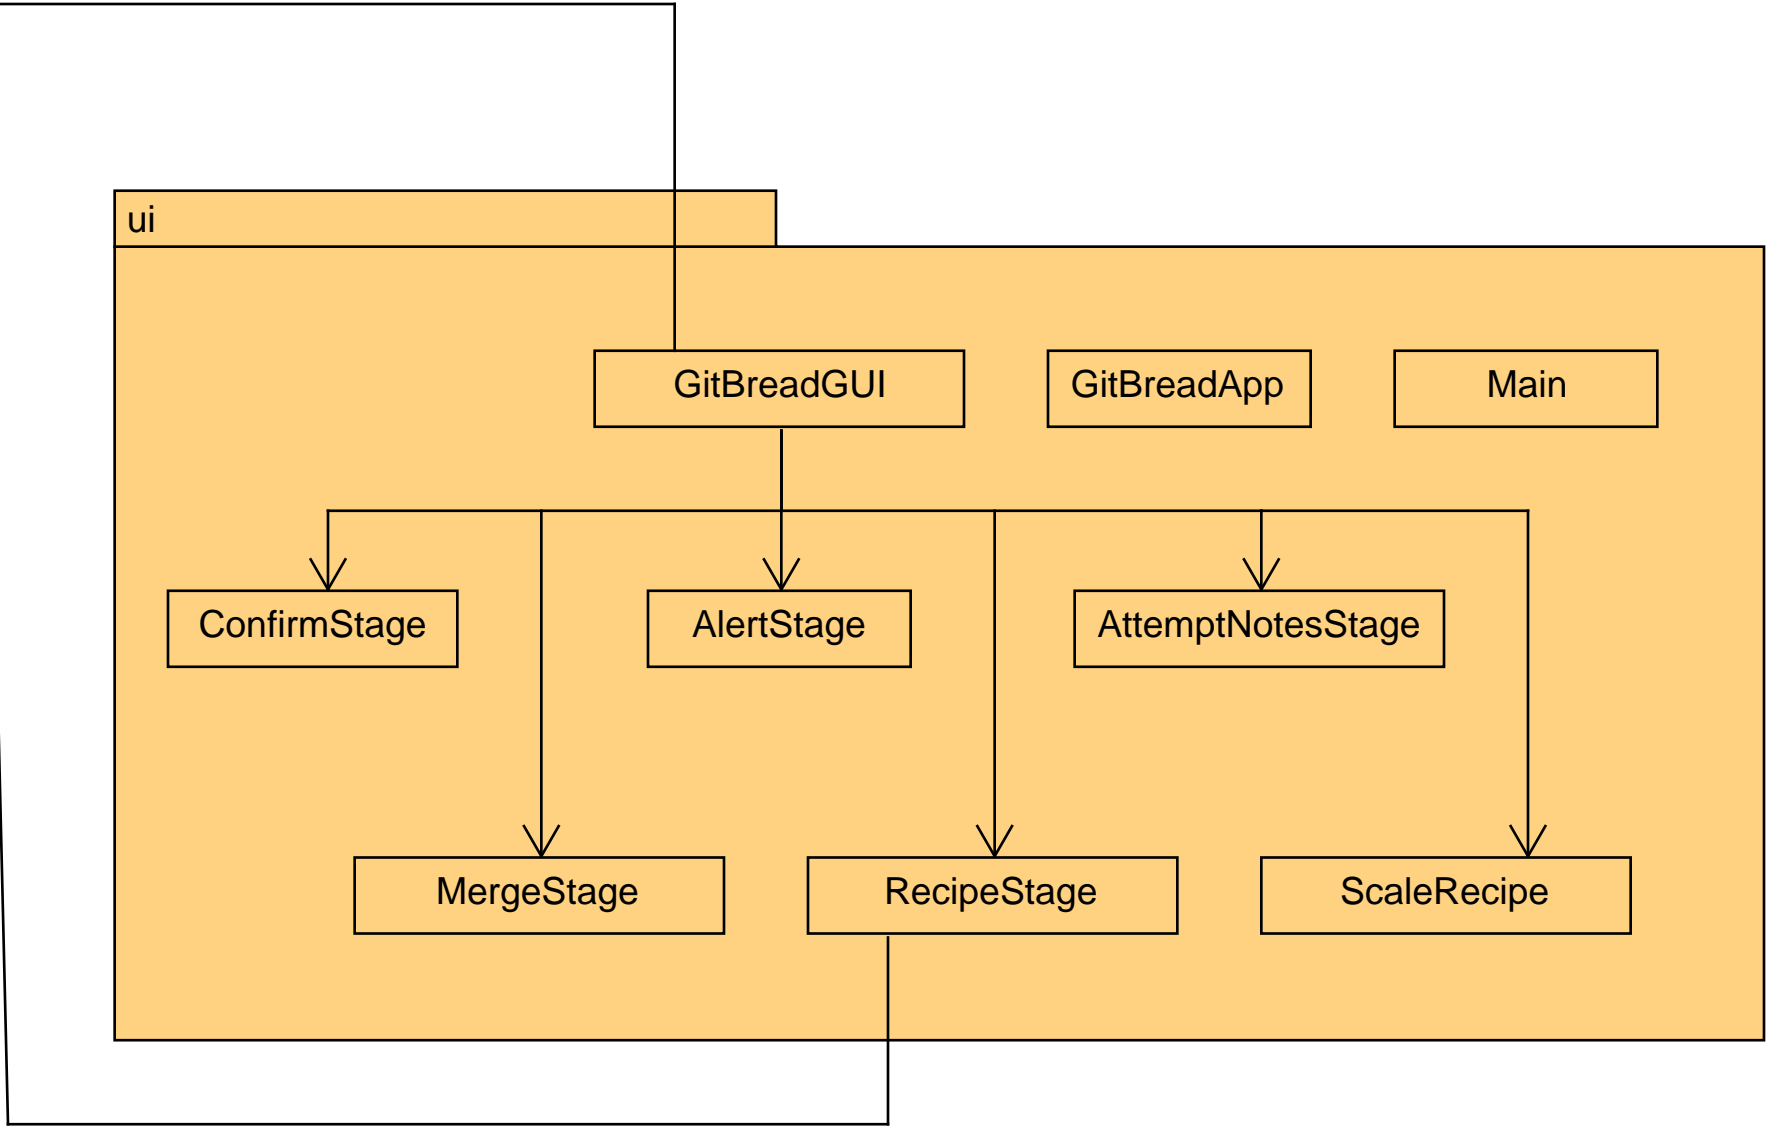 ui
GitBreadGUI
GitBreadApp
Main
ConfirmStage
AlertStage
AttemptNotesStage
MergeStage
RecipeStage
ScaleRecipe